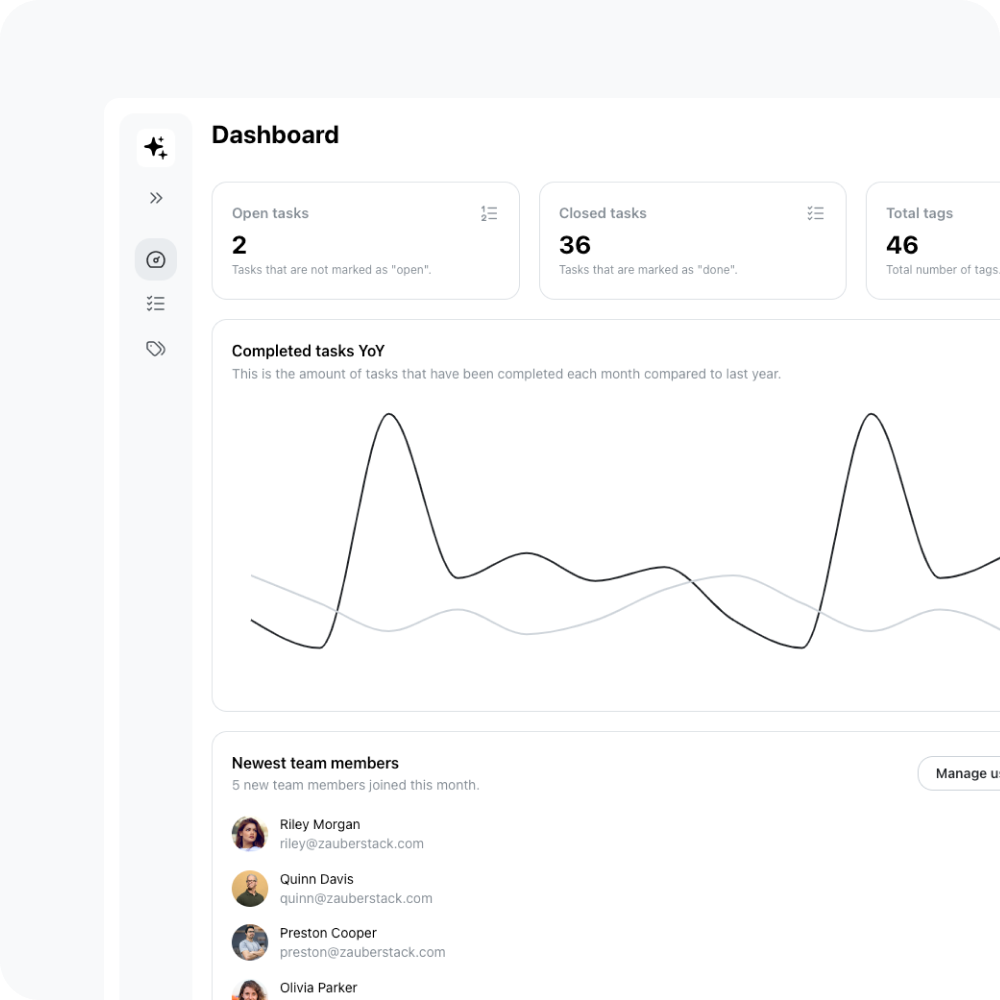 Dashboard
Open tasks
2
Tasks that are not marked as "open".
Closed tasks
36
Tasks that are marked as "done".
Total tags
46
Total number of tags.
Completed tasks YoY
This is the amount of tasks that have been completed each month compared to last year.
Newest team members
5 new team members joined this month.
Manage
Riley Morgan
riley@zauberstack.com
Quinn Davis
quinn@zauberstack.com
Preston Cooper
preston@zauberstack.com
Olivia Parker